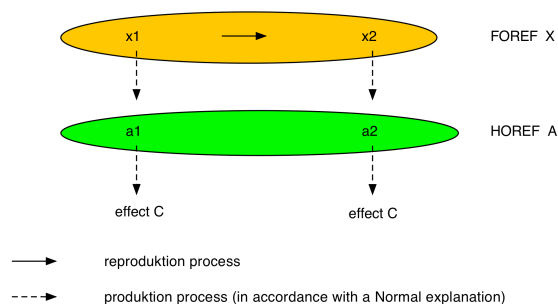 x1 x2 FOREF X
a1 a2 HOREF A
effect C effect C
reproduktion process
produktion process (in accordance with a Normal explanation)